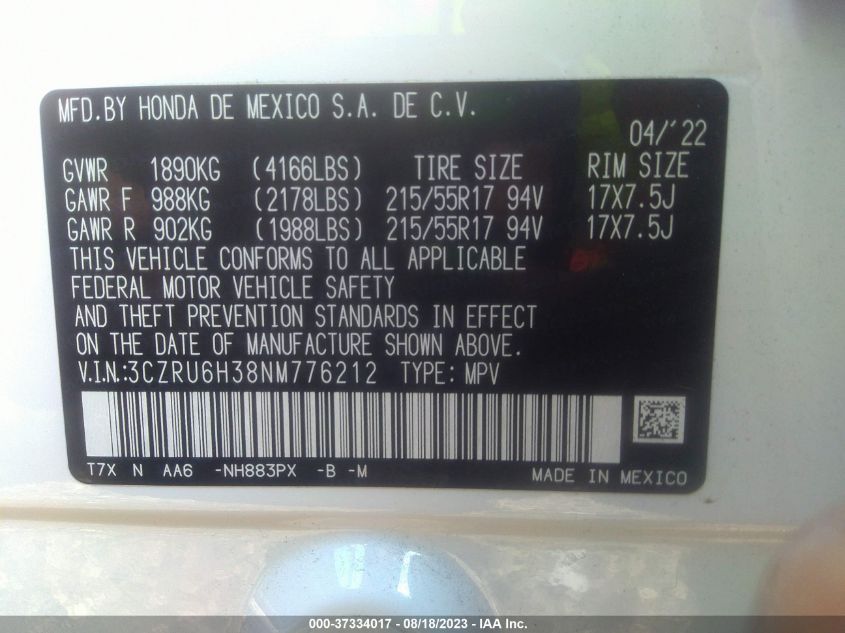 MFD.BY HONDA DE MEXICO S.A. DE C.V.
04/'22
GVWR 1890KG (4166LBS) TIRE SIZE RIM SIZE
GAWR F 988KG (2178LBS) 215/55R17 94V 17X7.5J
GAWR R 902KG (1988LBS) 215/55R17 94V 17X7.5J
THIS VEHICLE CONFORMS TO ALL APPLICABLE
FEDERAL MOTOR VEHICLE SAFETY
AND THEFT PREVENTION STANDARDS IN EFFECT
ON THE DATE OF MANUFACTURE SHOWN ABOVE.
V.I.N.:3CZRU6H38NM776212 TYPE: MPV
T7X N AA6 -NH883PX -B -M MADE IN MEXICO
000-37334017 - 08/18/2023 - IAA Inc.